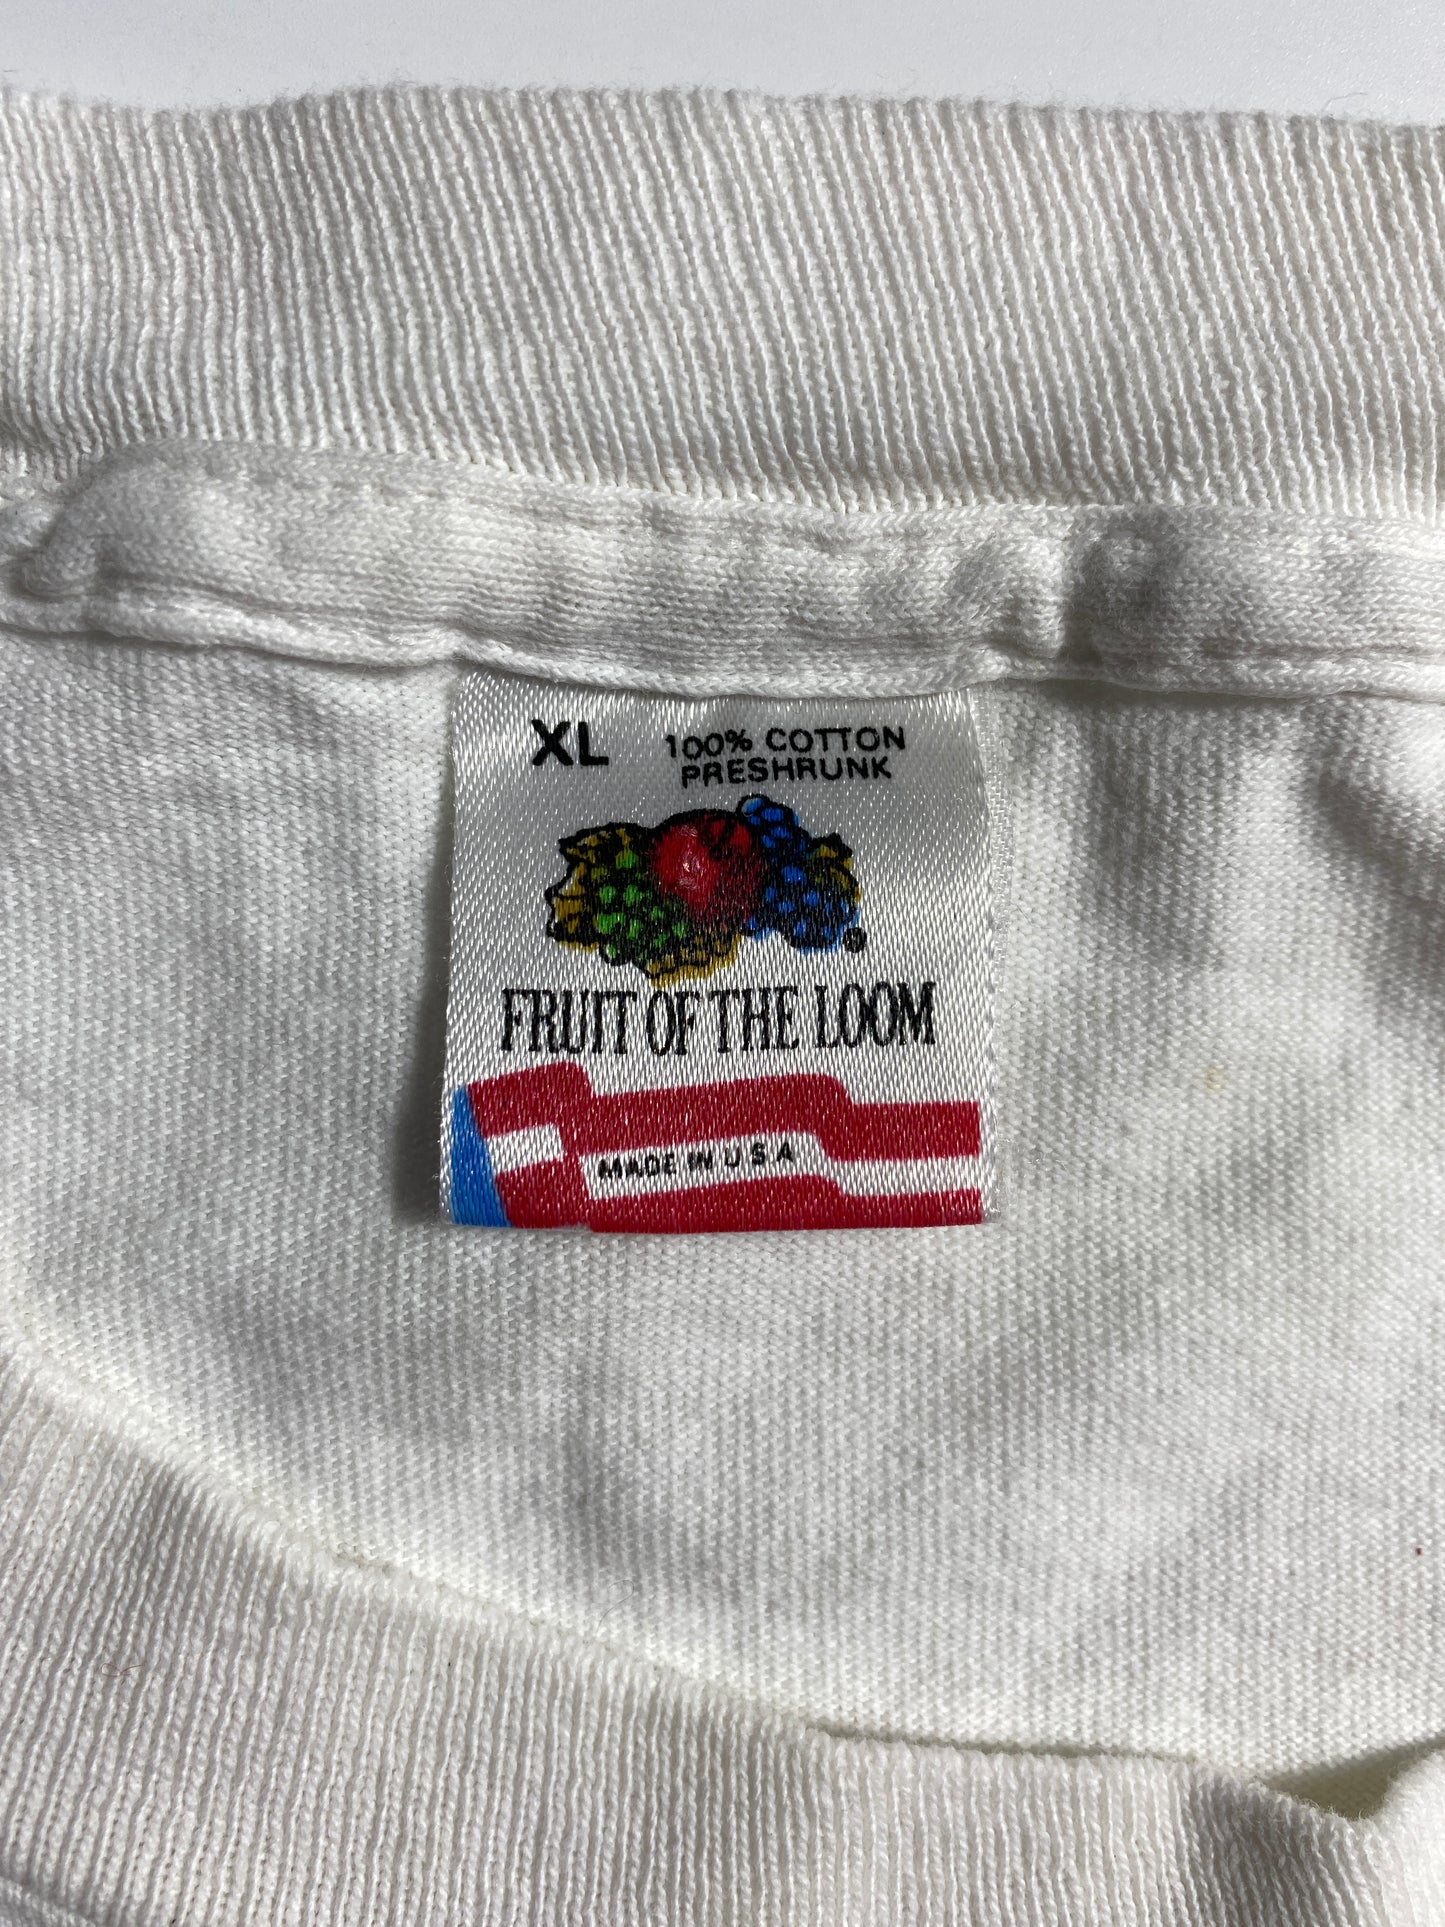 XL 100% COTTON
PRESHRUNK
®
FRUIT OF THE LOOM
MADE IN U S A